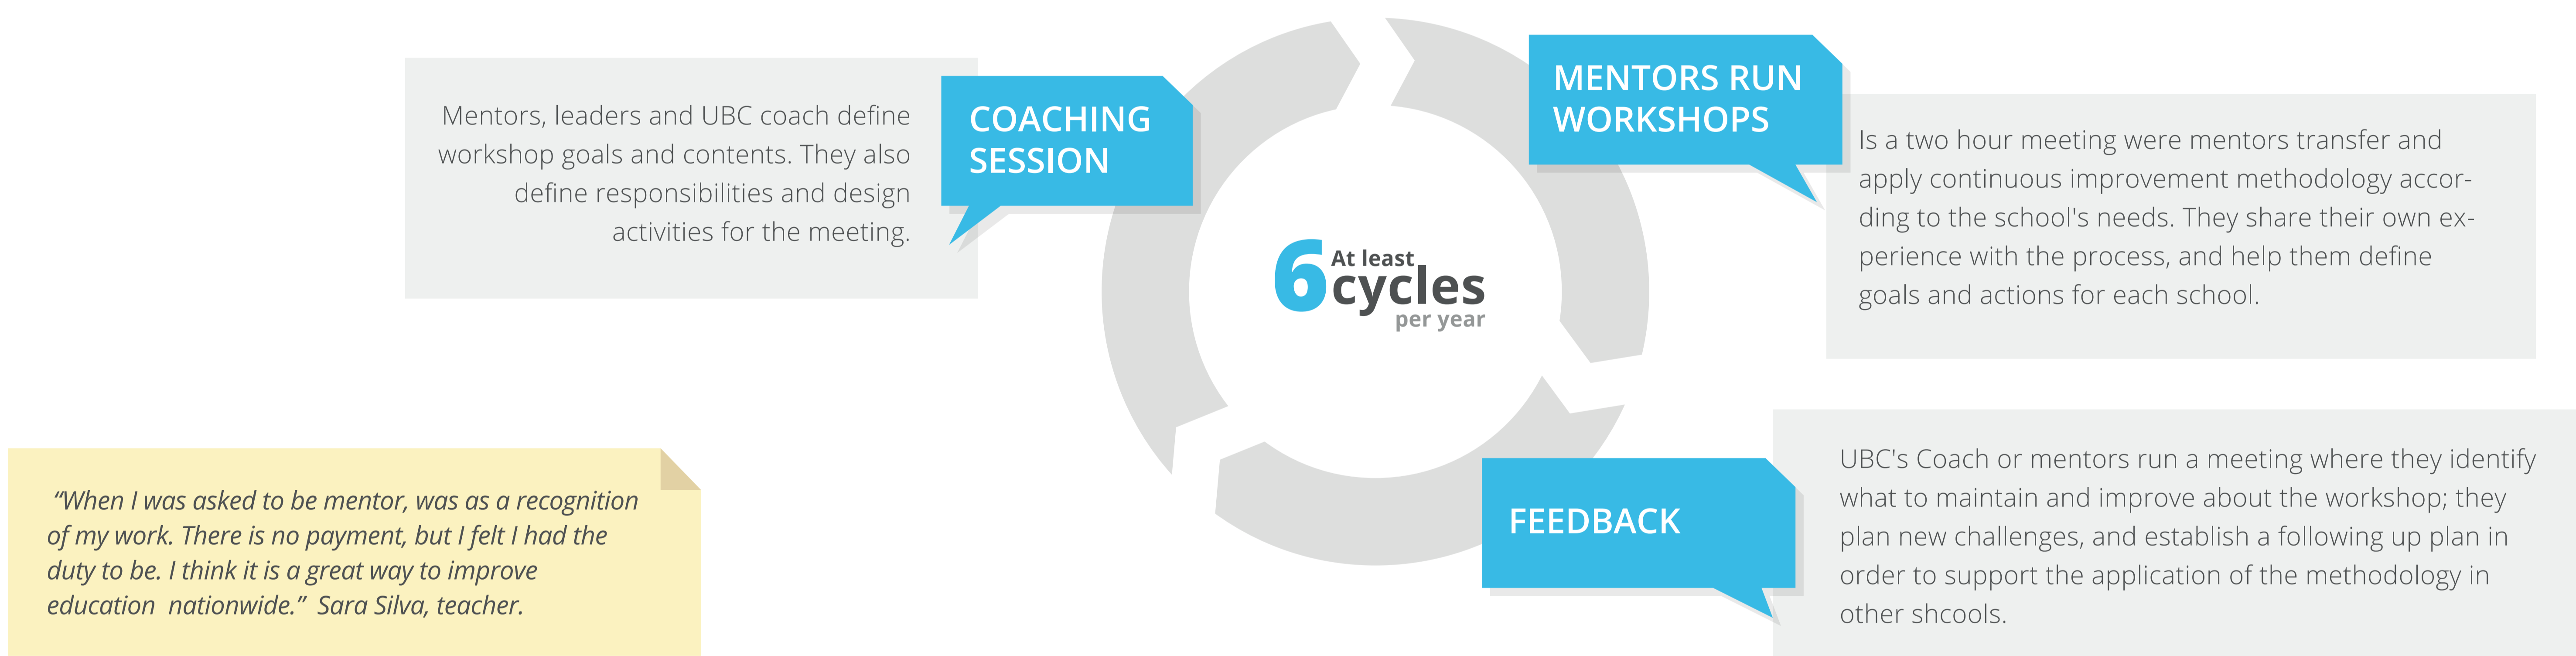 COACHING
SESSION
Mentors, leaders and UBC coach define
workshop goals and contents. They also
define responsibilities and design
activities for the meeting.
MENTORS RUN
WORKSHOPS
Is a two hour meeting were mentors transfer and
apply continuous improvement methodology accor-
ding to the school's needs. They share their own ex-
perience with the process, and help them define
goals and actions for each school.
6 At least
cycles
per year
FEEDBACK
UBC's Coach or mentors run a meeting where they identify
what to maintain and improve about the workshop; they
plan new challenges, and establish a following up plan in
order to support the application of the methodology in
other shcools.
“When I was asked to be mentor, was as a recognition
of my work. There is no payment, but I felt I had the
duty to be. I think it is a great way to improve
education nationwide.” Sara Silva, teacher.